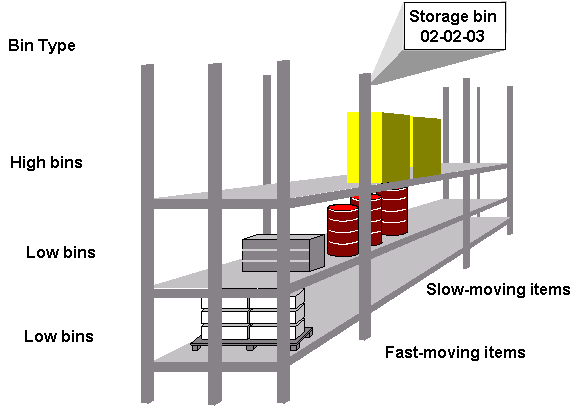 Storage bin
02-02-03
Bin Type
High bins
Low bins
Slow-moving items
Low bins
Fast-moving items